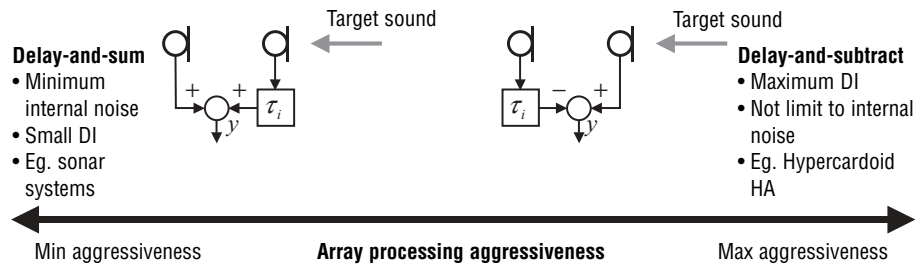 Target sound
Target sound
Delay-and-sum
• Minimum
internal noise
• Small DI
• Eg. sonar
systems
+ +
τi
y
− +
τi
y
Delay-and-subtract
• Maximum DI
• Not limit to internal
noise
• Eg. Hypercardoid
HA
Min aggressiveness
Array processing aggressiveness
Max aggressiveness